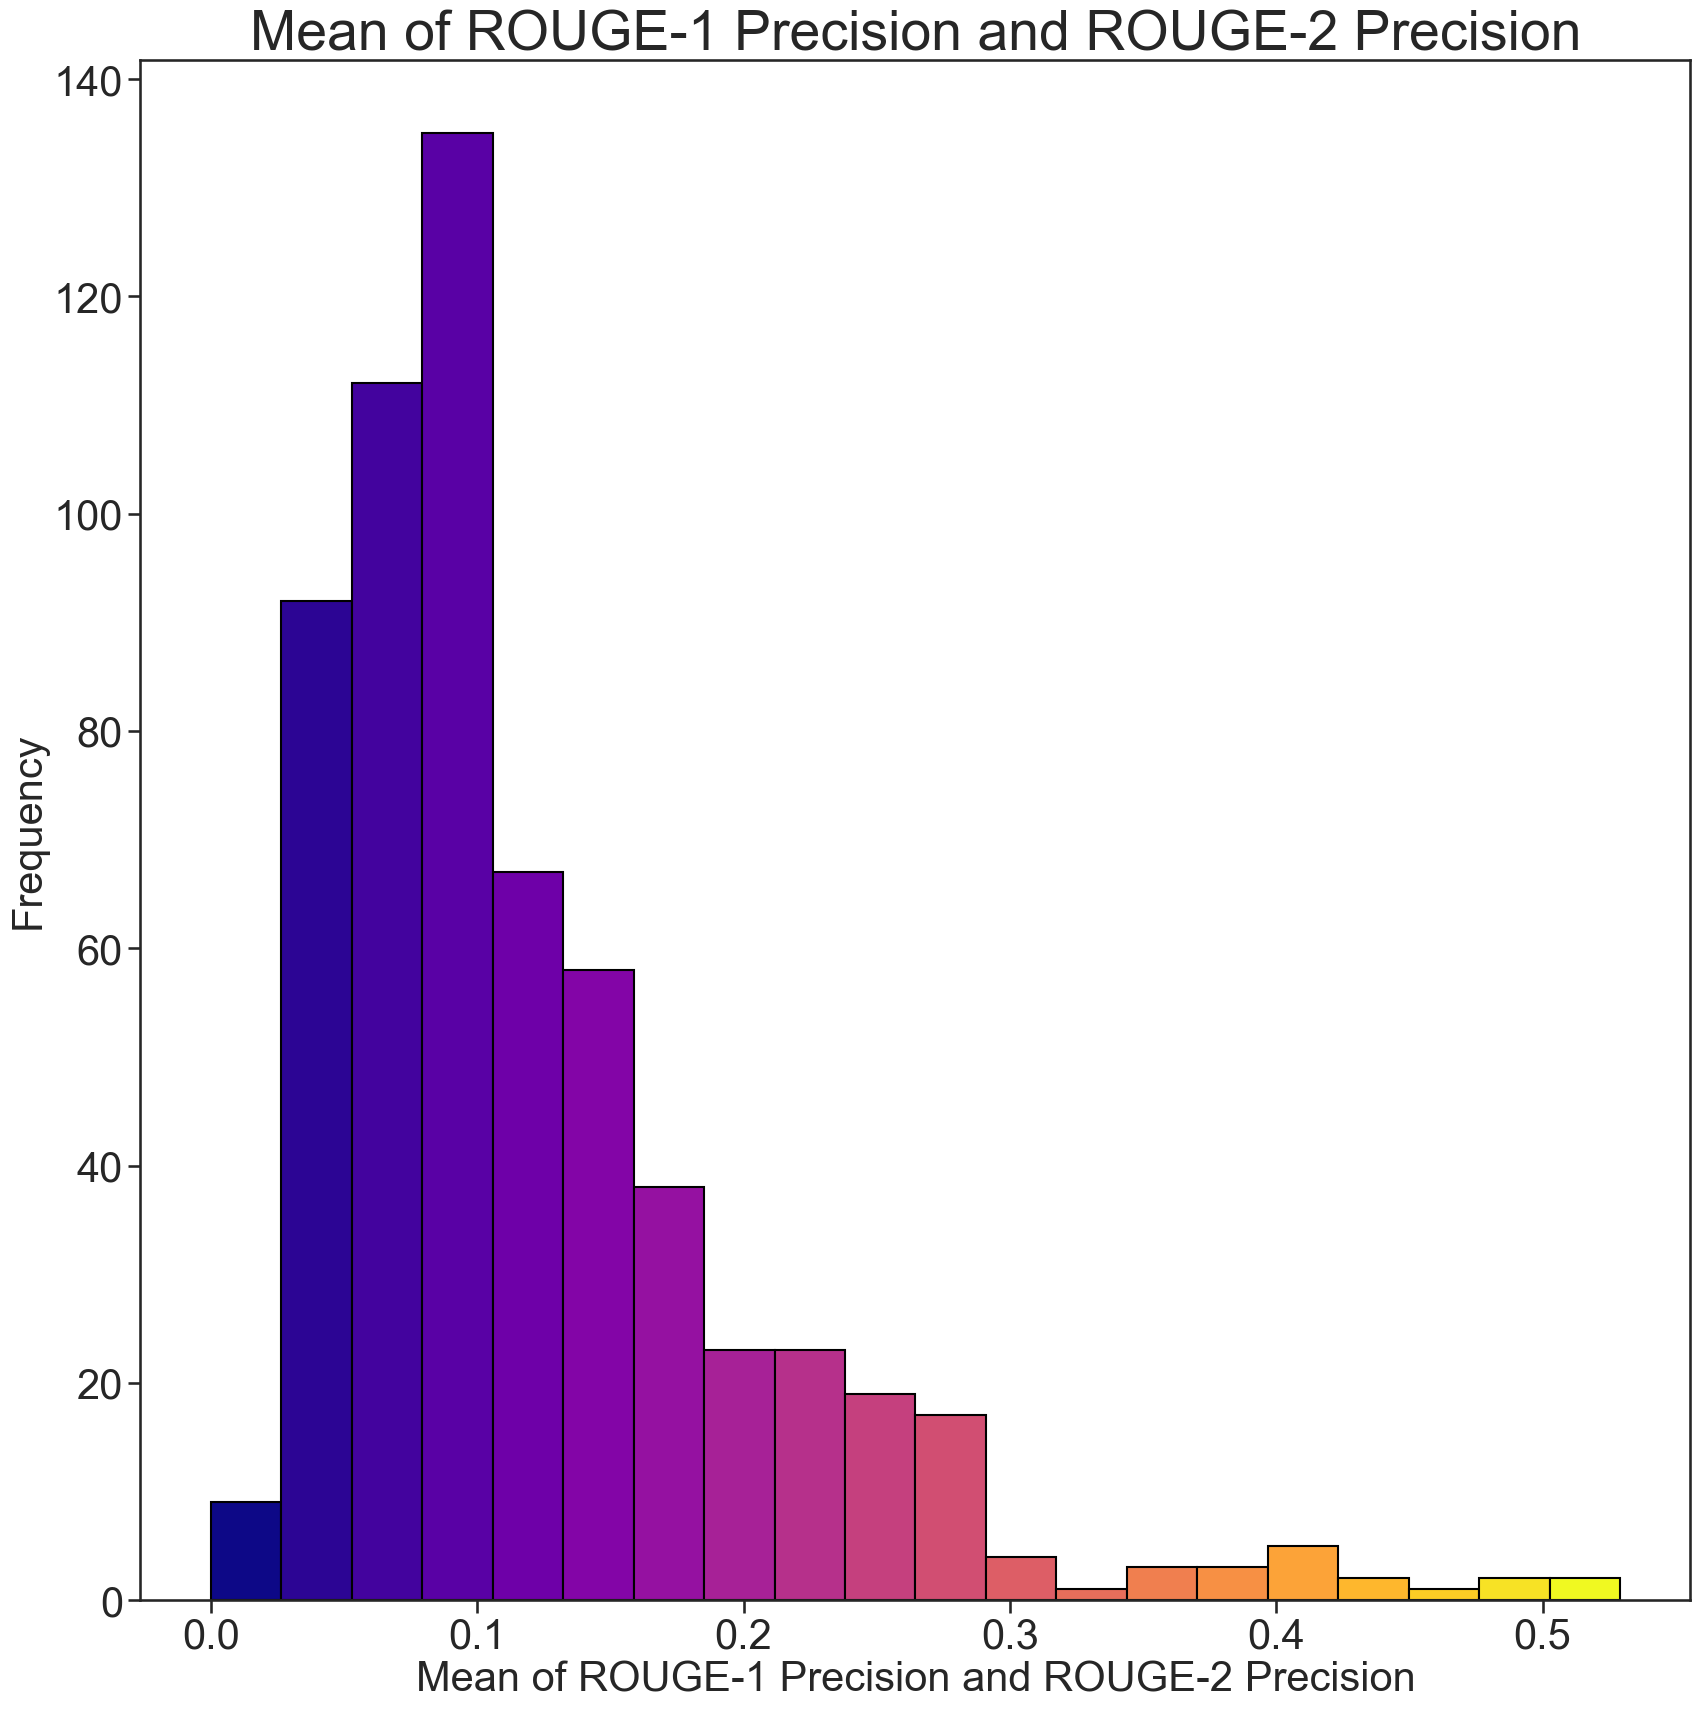 Mean of ROUGE-1 Precision and ROUGE-2 Precision
140
120
100
80
60
40
20
0
Frequency
0.0 0.1 0.2 0.3 0.4 0.5
Mean of ROUGE-1 Precision and ROUGE-2 Precision